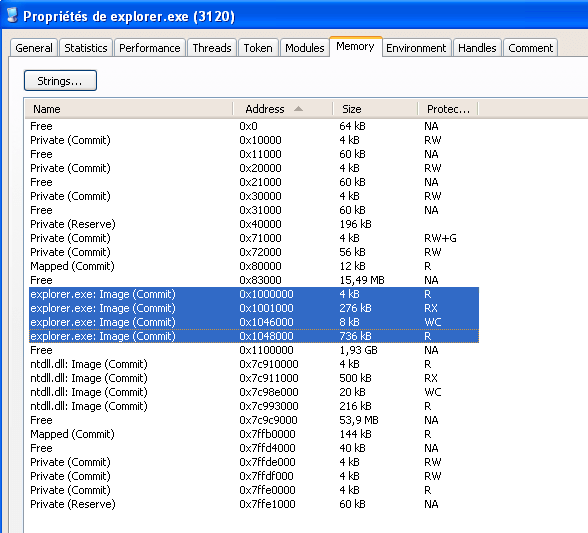 Propriétés de explorer.exe (3120)
General Statistics Performance Threads Token Modules Memory Environment Handles Comment
Strings...
Name Address Size Protec...
Free 0x0 64 kB NA
Private (Commit) 0x10000 4 kB RW
Free 0x11000 60 kB NA
Private (Commit) 0x20000 4 kB RW
Free 0x21000 60 kB NA
Private (Commit) 0x30000 4 kB RW
Free 0x31000 60 kB NA
Private (Reserve) 0x40000 196 kB
Private (Commit) 0x71000 4 kB RW+G
Private (Commit) 0x72000 56 kB RW
Mapped (Commit) 0x80000 12 kB R
Free 0x83000 15,49 MB NA
explorer.exe: Image (Commit) 0x1000000 4 kB R
explorer.exe: Image (Commit) 0x1001000 276 kB RX
explorer.exe: Image (Commit) 0x1046000 8 kB WC
explorer.exe: Image (Commit) 0x1048000 736 kB R
Free 0x1100000 1,93 GB NA
ntdll.dll: Image (Commit) 0x7c910000 4 kB R
ntdll.dll: Image (Commit) 0x7c911000 500 kB RX
ntdll.dll: Image (Commit) 0x7c98e000 20 kB WC
ntdll.dll: Image (Commit) 0x7c993000 216 kB R
Free 0x7c9c9000 53,9 MB NA
Mapped (Commit) 0x7ffb0000 144 kB R
Free 0x7ffd4000 40 kB NA
Private (Commit) 0x7ffde000 4 kB RW
Private (Commit) 0x7ffdf000 4 kB RW
Private (Commit) 0x7ffe0000 4 kB R
Private (Reserve) 0x7ffe1000 60 kB NA